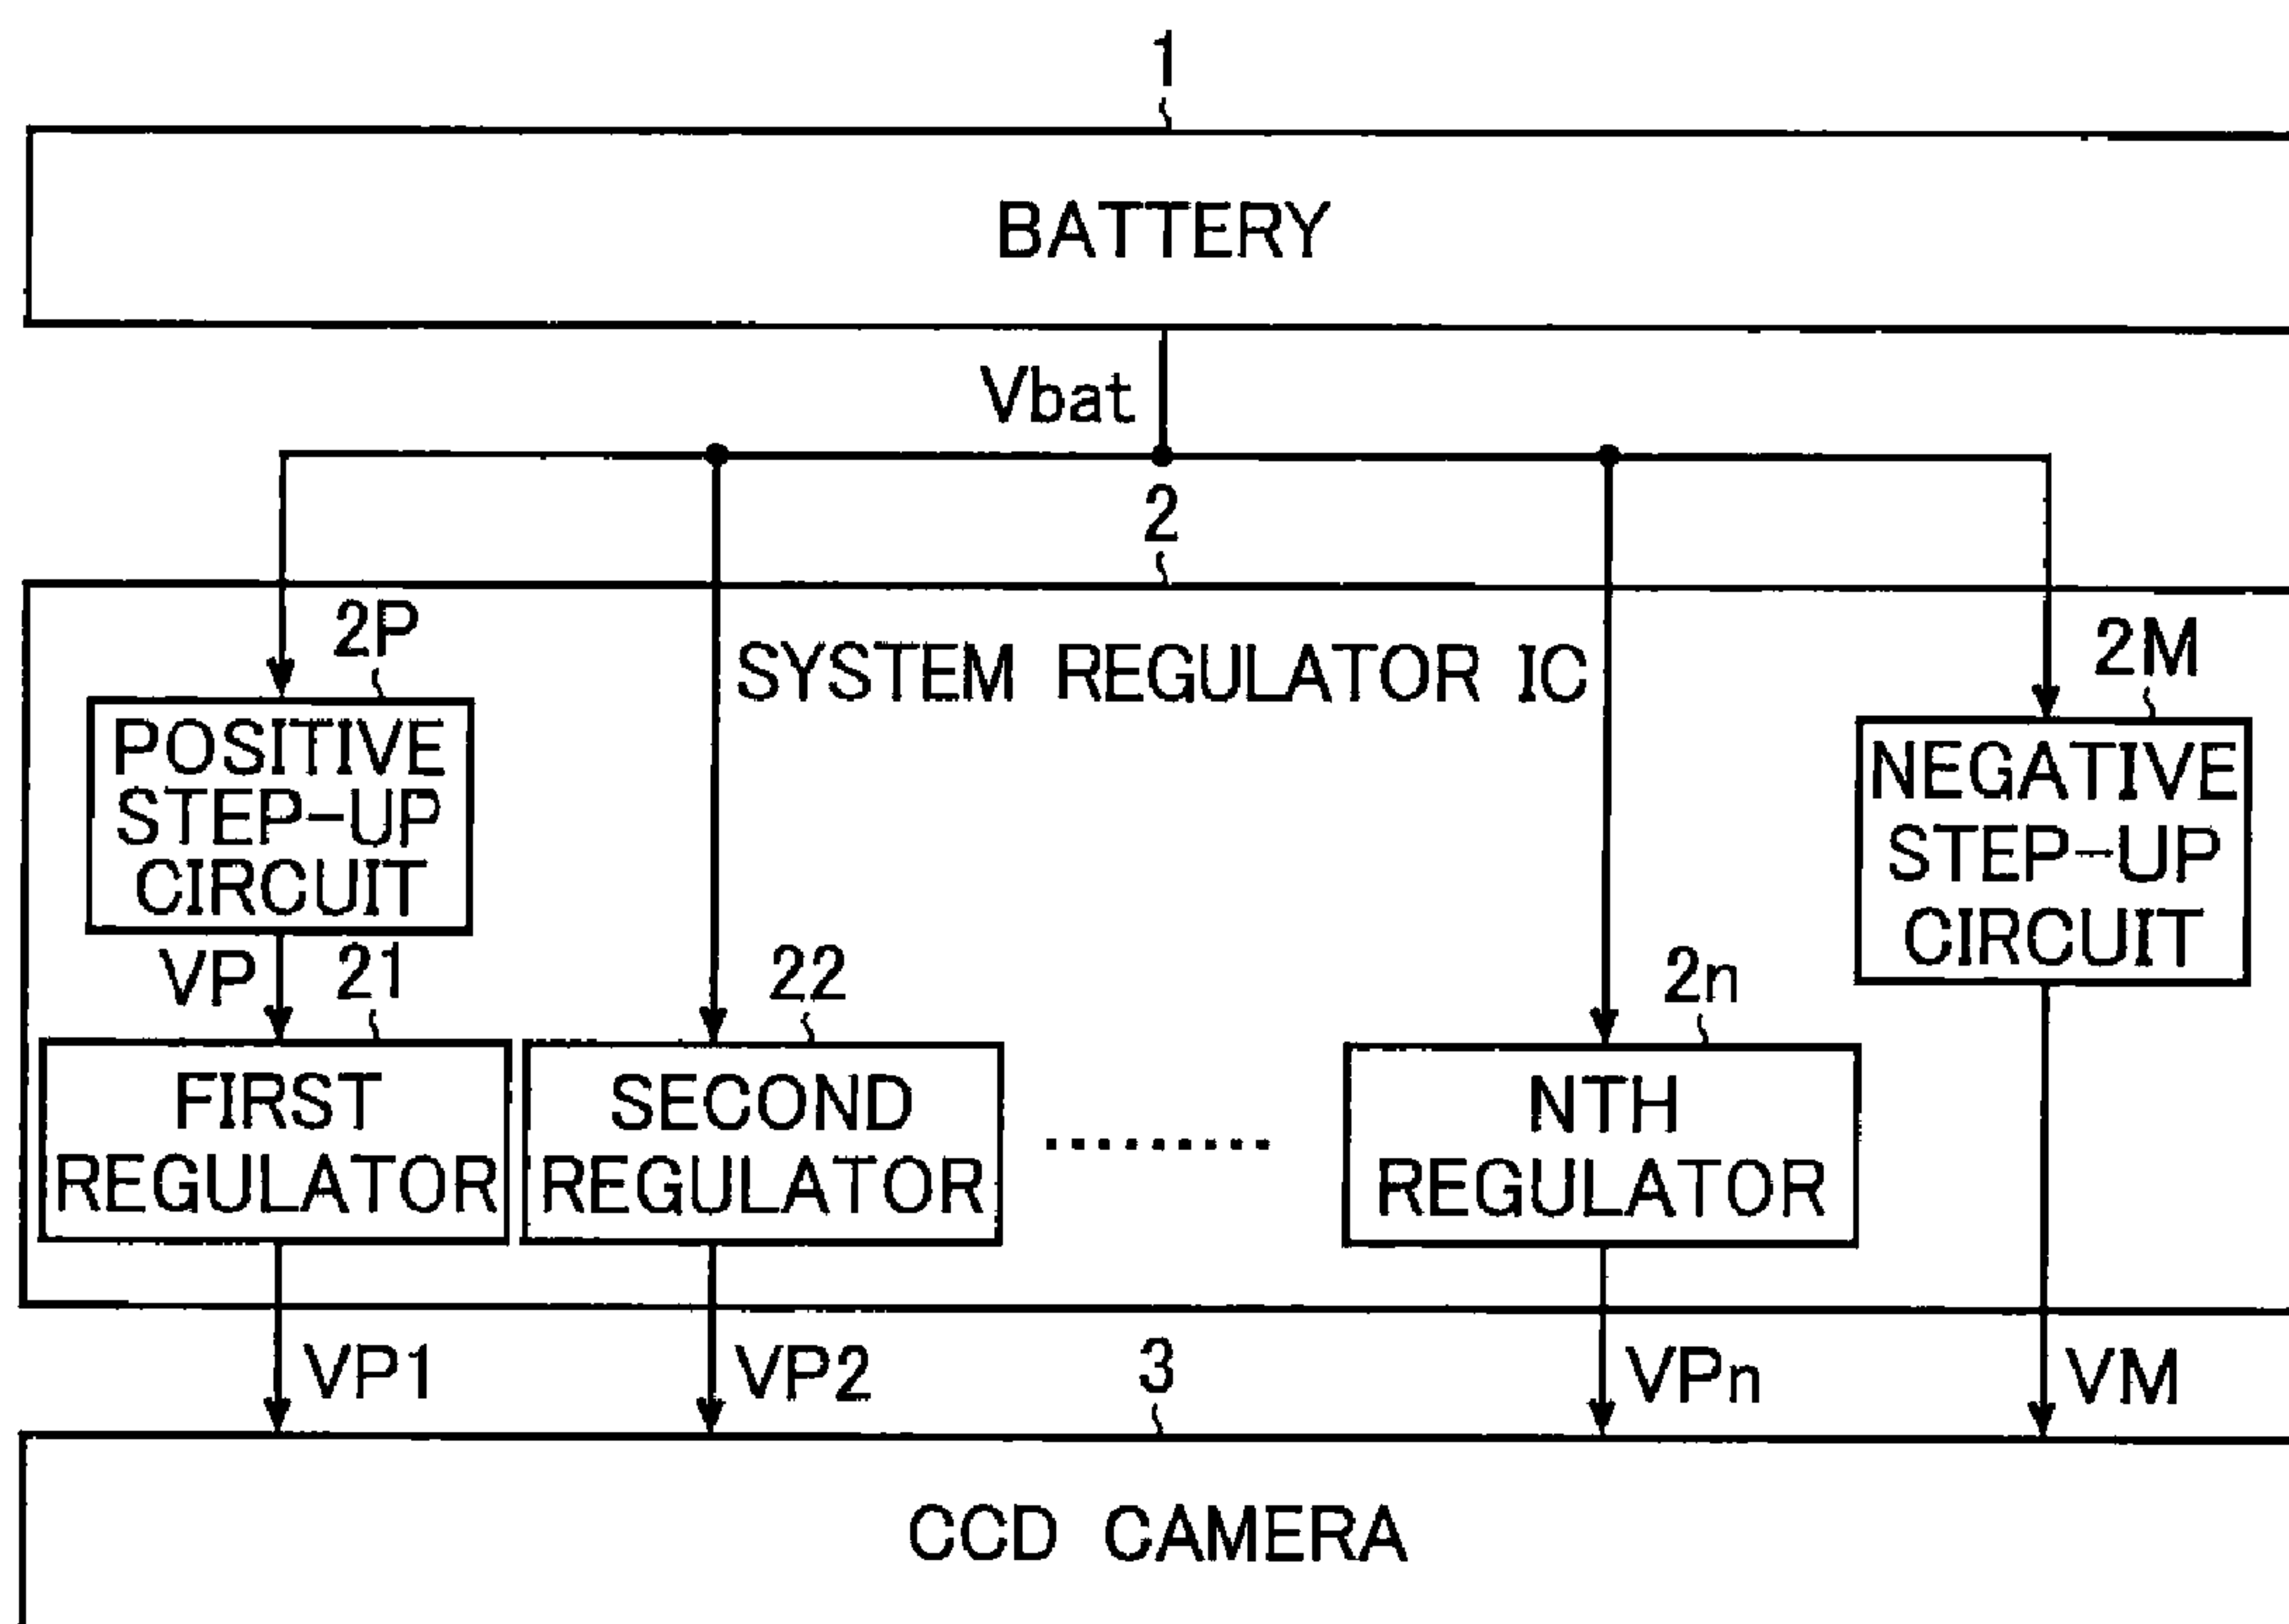 1
BATTERY
Vbat
2
2P
SYSTEM REGULATOR IC
2M
POSITIVE
STEP-UP
CIRCUIT
NEGATIVE
STEP-UP
CIRCUIT
VP
21
22
2n
FIRST
REGULATOR
SECOND
REGULATOR
.........
NTH
REGULATOR
VP1
VP2
3
VPn
VM
CCD CAMERA